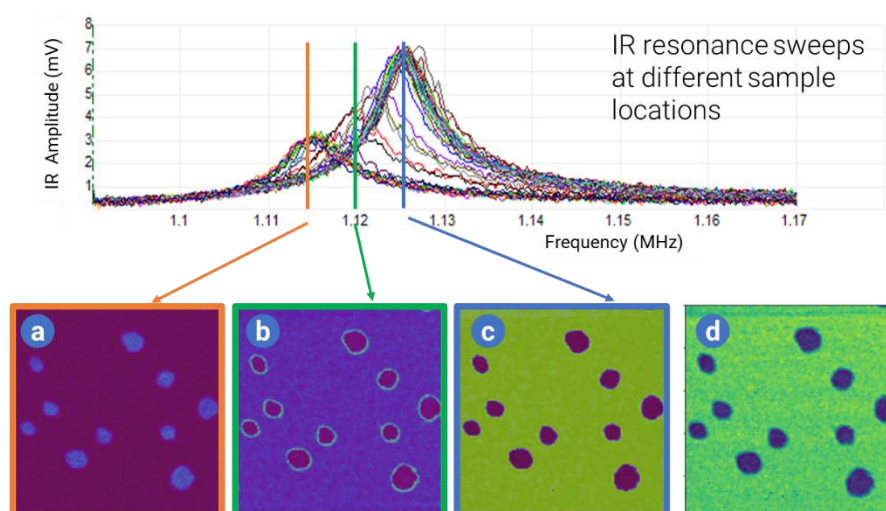 8
7
6
5
4
3
2
1
IR Amplitude (mV)
IR resonance sweeps
at different sample
locations
1.1 1.11 1.12 1.13 1.14 1.15 1.16 1.17
Frequency (MHz)
a b c d